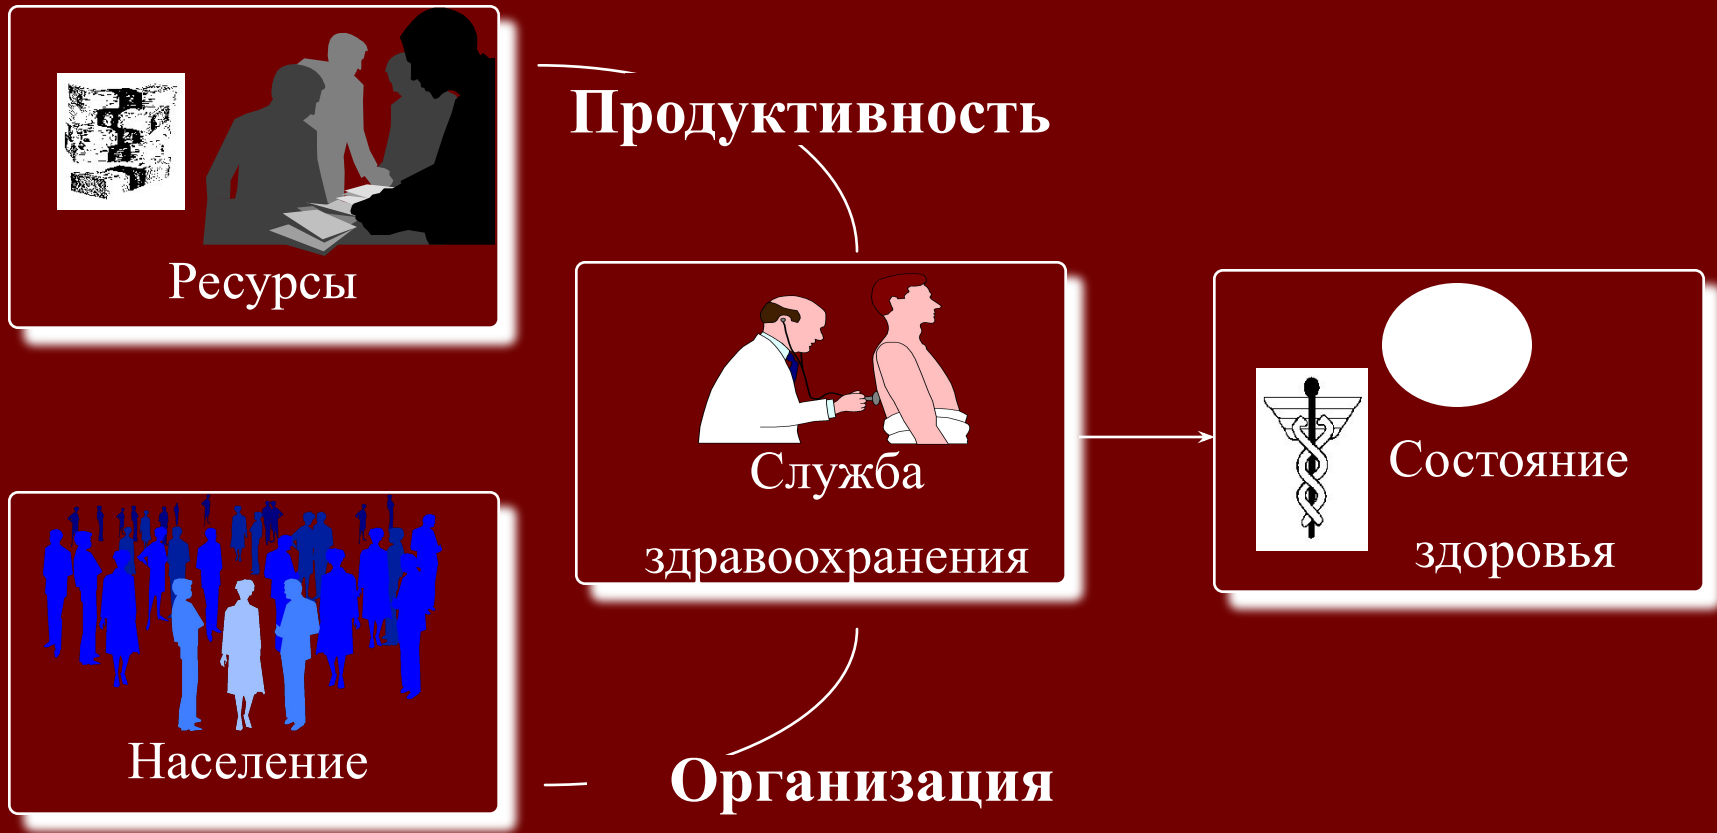 Продуктивность
Ресурсы
Служба
здравоохранения
Состояние
здоровья
Население
Организация